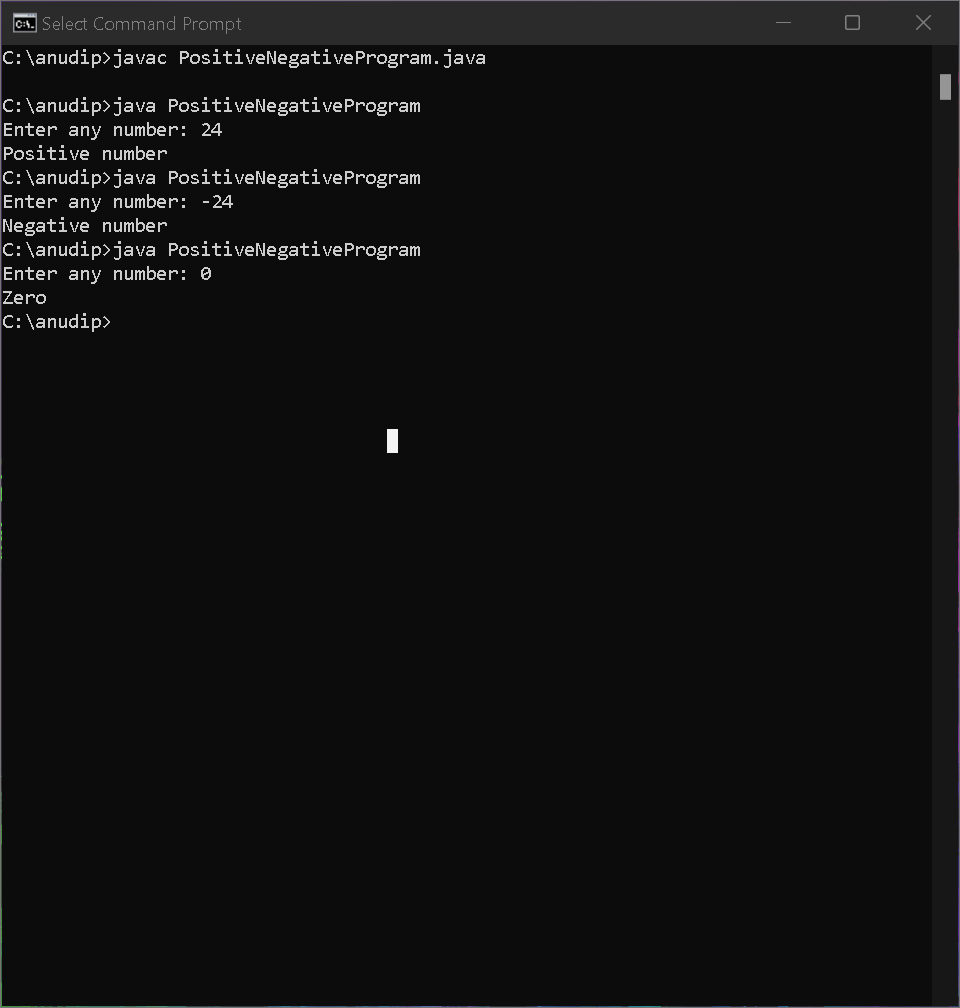 Select Command Prompt
C:\anudip>javac PositiveNegativeProgram.java
C:\anudip>java PositiveNegativeProgram
Enter any number: 24
Positive number
C:\anudip>java PositiveNegativeProgram
Enter any number: -24
Negative number
C:\anudip>java PositiveNegativeProgram
Enter any number: 0
Zero
C:\anudip>